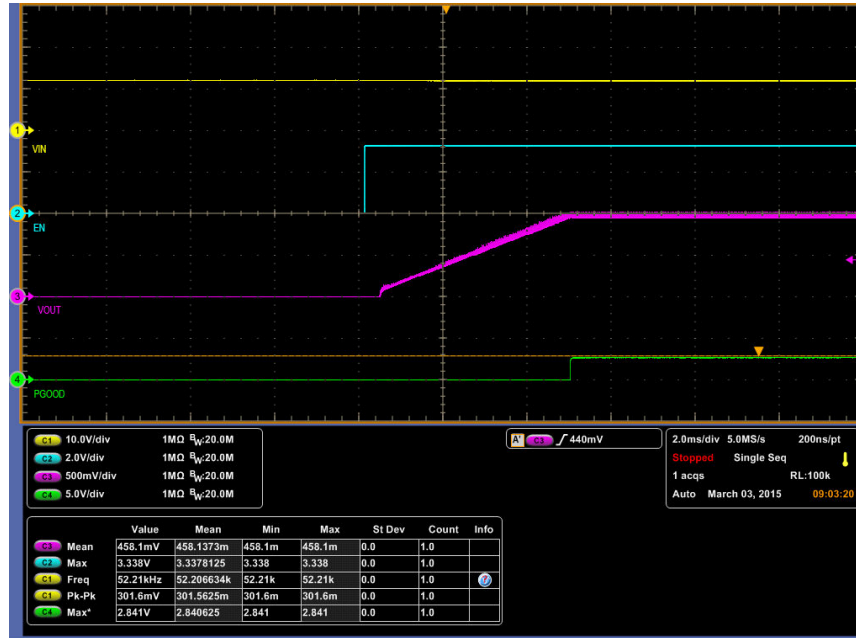 1
VIN
2
EN
3
VOUT
4
PGOOD
C1 10.0V/div 1MΩ BW:20.0M
C2 2.0V/div 1MΩ BW:20.0M
C3 500mV/div 1MΩ BW:20.0M
C4 5.0V/div 1MΩ BW:20.0M
A' C3 440mV
2.0ms/div 5.0MS/s 200ns/pt
Stopped Single Seq
1 acqs RL:100k
Auto March 03, 2015 09:03:20
Value Mean Min Max St Dev Count Info
C3 Mean 458.1mV 458.1373m 458.1m 458.1m 0.0 1.0
C2 Max 3.338V 3.3378125 3.338 3.338 0.0 1.0
C1 Freq 52.21kHz 52.206634k 52.21k 52.21k 0.0 1.0 ?
C1 Pk-Pk 301.6mV 301.5625m 301.6m 301.6m 0.0 1.0
C4 Max* 2.841V 2.840625 2.841 2.841 0.0 1.0